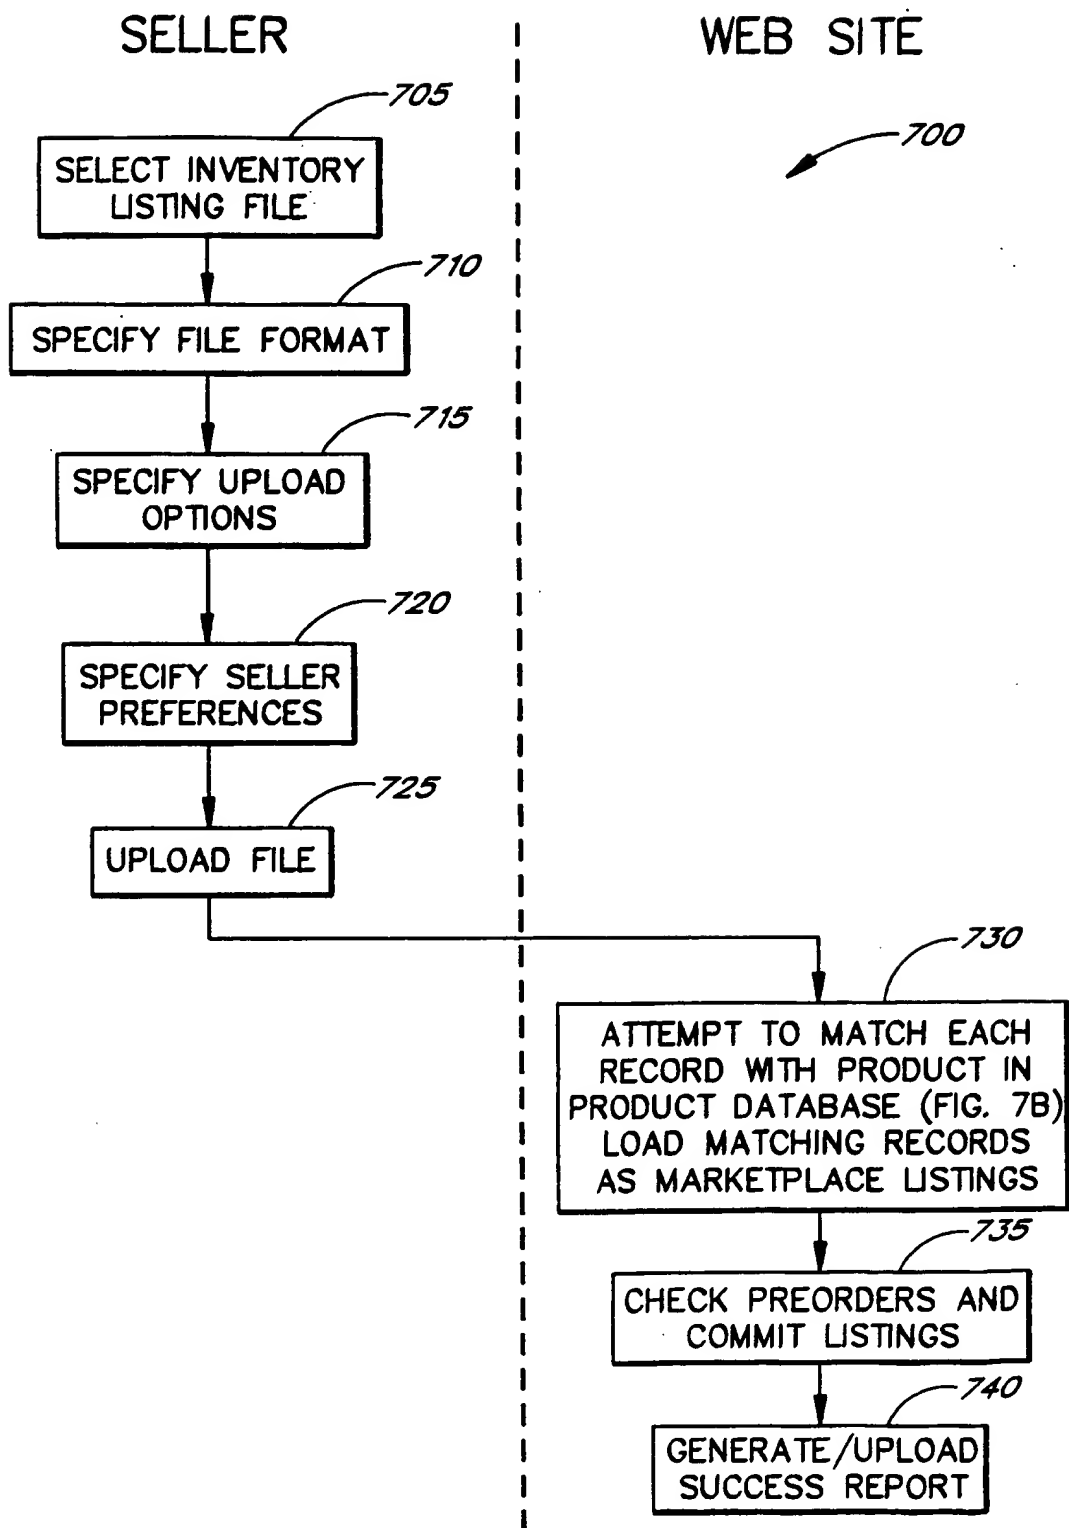 SELLER
WEB SITE
705
700
SELECT INVENTORY
LISTING FILE
710
SPECIFY FILE FORMAT
715
SPECIFY UPLOAD
OPTIONS
720
SPECIFY SELLER
PREFERENCES
725
UPLOAD FILE
730
ATTEMPT TO MATCH EACH
RECORD WITH PRODUCT IN
PRODUCT DATABASE (FIG. 7B)
LOAD MATCHING RECORDS
AS MARKETPLACE LISTINGS
735
CHECK PREORDERS AND
COMMIT LISTINGS
740
GENERATE/UPLOAD
SUCCESS REPORT